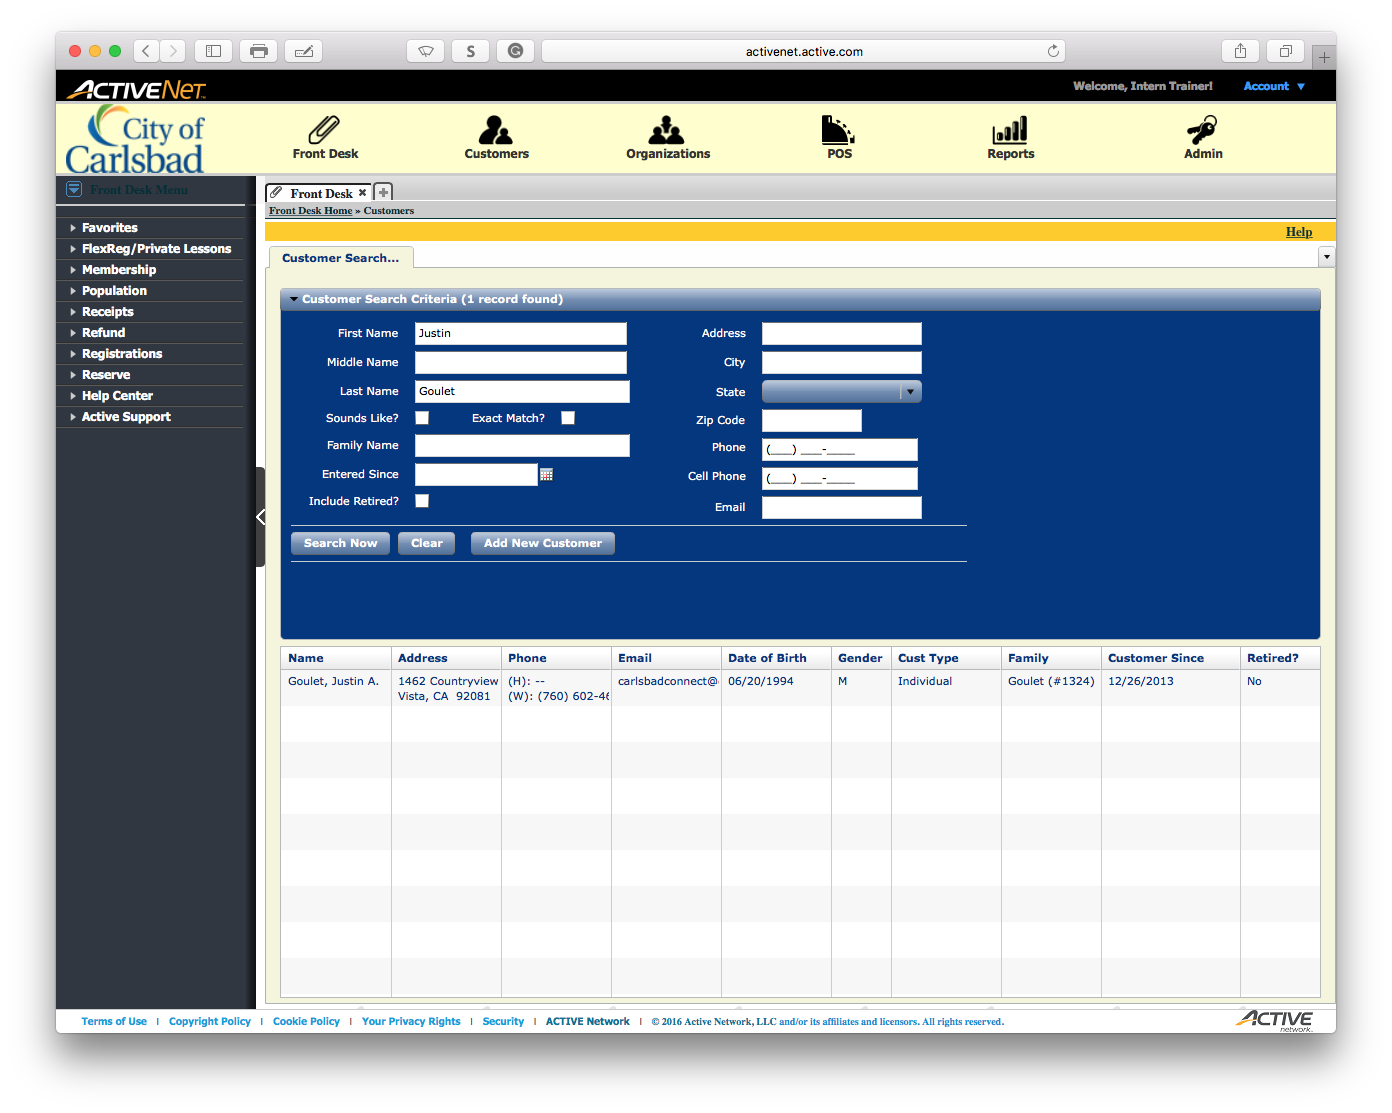 activenet.active.com
ACTIVENET
Welcome, Intern Trainer!
Account
City of
Carlsbad
Front Desk
Customers
Organizations
POS
Reports
Admin
Front Desk Menu
Favorites
FlexReg/Private Lessons
Membership
Population
Receipts
Refund
Registrations
Reserve
Help Center
Active Support
Front Desk
Front Desk Home » Customers
Help
Customer Search...
Customer Search Criteria (1 record found)
First Name Justin
Middle Name
Last Name Goulet
Sounds Like? Exact Match?
Family Name
Entered Since
Include Retired?
Address
City
State
Zip Code
Phone (___) ___-____
Cell Phone (___) ___-____
Email
Search Now Clear Add New Customer
Name Address Phone Email Date of Birth Gender Cust Type Family Customer Since Retired?
Goulet, Justin A. 1462 Countryview (H): -- carlsbadconnect@ 06/20/1994 M Individual Goulet (#1324) 12/26/2013 No
Vista, CA 92081 (W): (760) 602-46
Terms of Use | Copyright Policy | Cookie Policy | Your Privacy Rights | Security | ACTIVE Network | © 2016 Active Network, LLC and/or its affiliates and licensors. All rights reserved.
ACTIVE
network